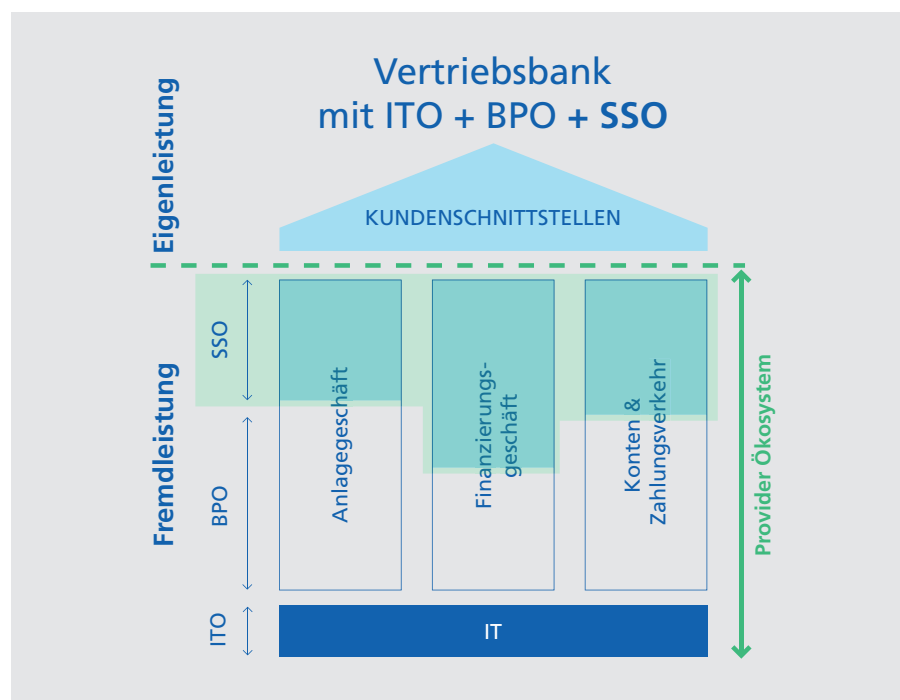 Vertriebsbank
mit ITO + BPO + SSO
Eigenleistung
KUNDENSCHNITTSTELLEN
Fremdleistung
SSO
BPO
ITO
Anlagegeschäft
Finanzierungs-
geschäft
Konten &
Zahlungsverkehr
Provider Ökosystem
IT